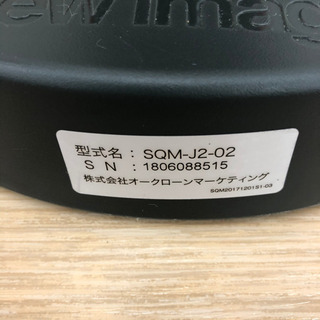 ew imag
型式名： SQM-J2-02
S N ： 1806088515
株式会社オークローンマーケティング
SQM20171201S1-03